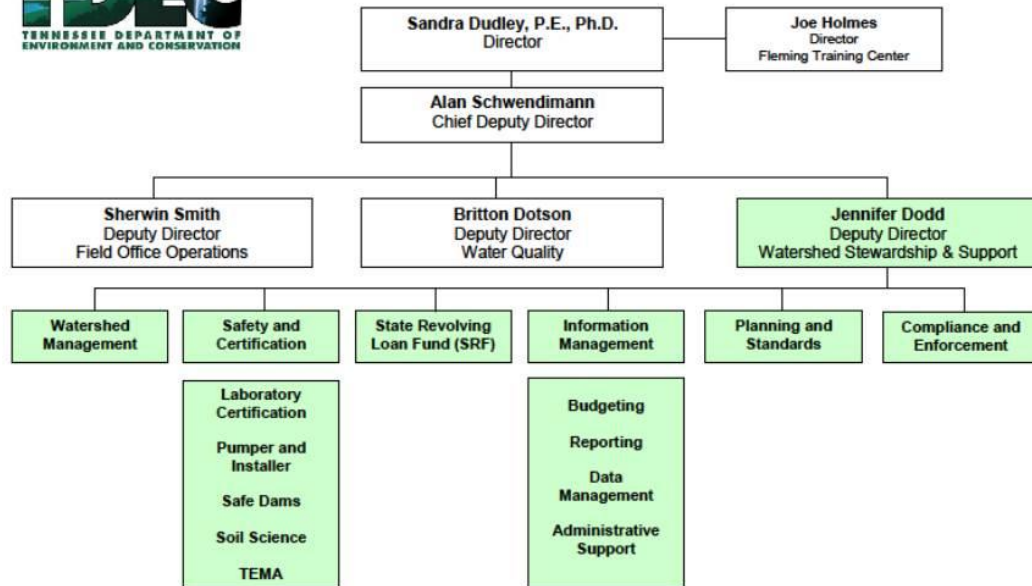 TDEC
TENNESSEE DEPARTMENT OF
ENVIRONMENT AND CONSERVATION
Sandra Dudley, P.E., Ph.D.
Director
Joe Holmes
Director
Fleming Training Center
Alan Schwendimann
Chief Deputy Director
Sherwin Smith
Deputy Director
Field Office Operations
Britton Dotson
Deputy Director
Water Quality
Jennifer Dodd
Deputy Director
Watershed Stewardship & Support
Watershed
Management
Safety and
Certification
State Revolving
Loan Fund (SRF)
Information
Management
Planning and
Standards
Compliance and
Enforcement
Laboratory
Certification
Pumper and
Installer
Safe Dams
Soil Science
TEMA
Budgeting
Reporting
Data
Management
Administrative
Support